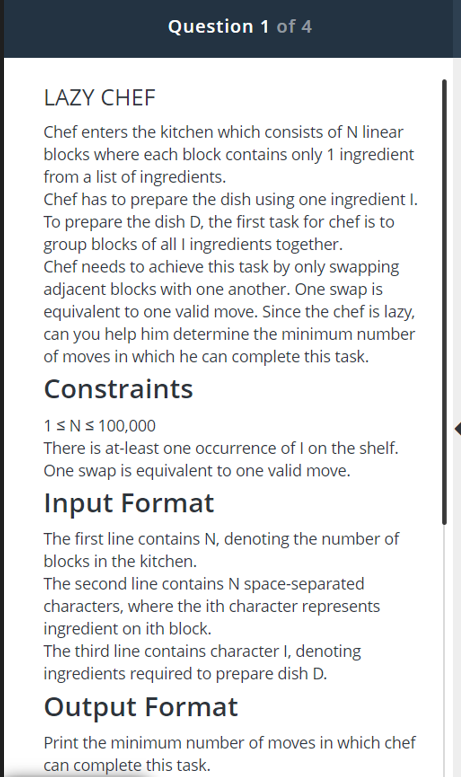 Question 1 of 4
LAZY CHEF
Chef enters the kitchen which consists of N linear
blocks where each block contains only 1 ingredient
from a list of ingredients.
Chef has to prepare the dish using one ingredient I.
To prepare the dish D, the first task for chef is to
group blocks of all I ingredients together.
Chef needs to achieve this task by only swapping
adjacent blocks with one another. One swap is
equivalent to one valid move. Since the chef is lazy,
can you help him determine the minimum number
of moves in which he can complete this task.
Constraints
1 ≤ N ≤ 100,000
There is at-least one occurrence of I on the shelf.
One swap is equivalent to one valid move.
Input Format
The first line contains N, denoting the number of
blocks in the kitchen.
The second line contains N space-separated
characters, where the ith character represents
ingredient on ith block.
The third line contains character I, denoting
ingredients required to prepare dish D.
Output Format
Print the minimum number of moves in which chef
can complete this task.